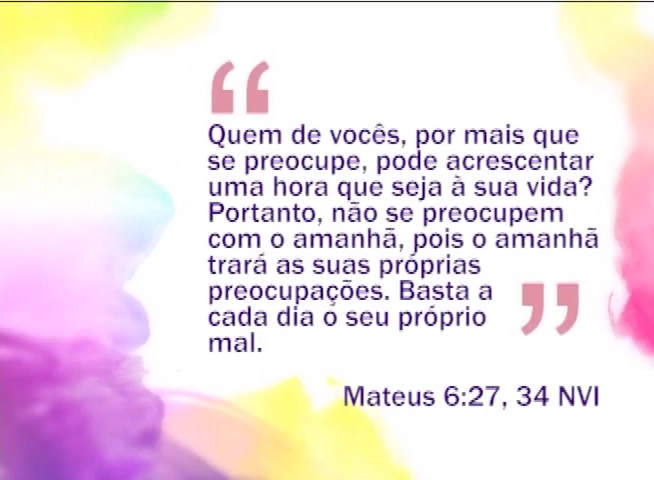 “
Quem de vocês, por mais que
se preocupe, pode acrescentar
uma hora que seja à sua vida?
Portanto, não se preocupem
com o amanhã, pois o amanhã
trará as suas próprias
preocupações. Basta a
cada dia o seu próprio
mal.
”
Mateus 6:27, 34 NVI